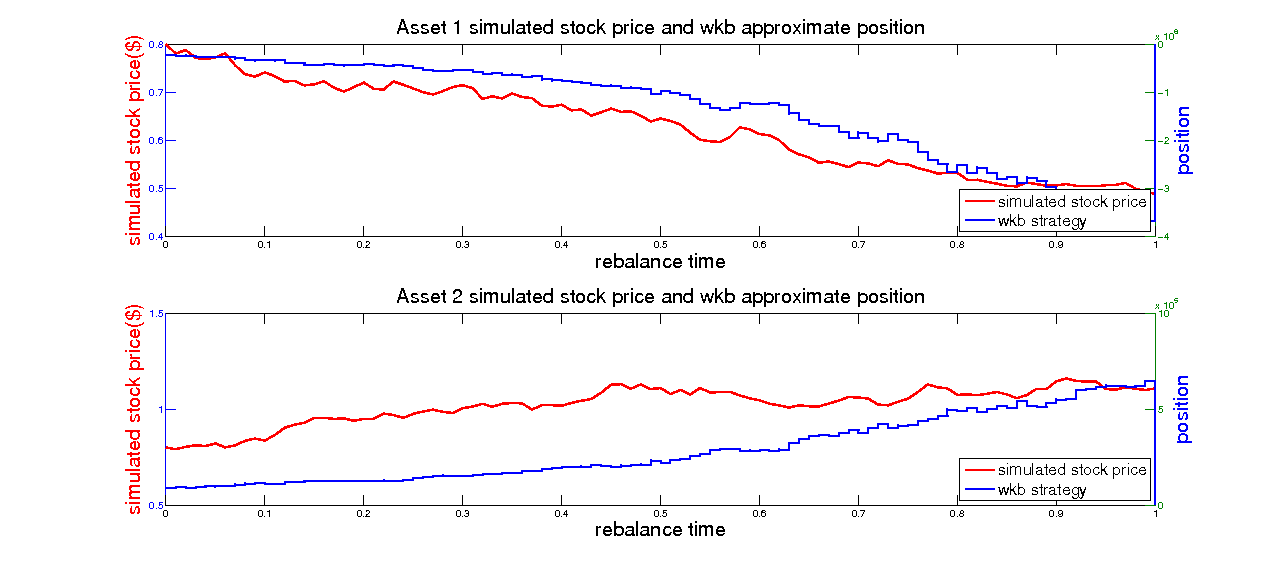 Asset 1 simulated stock price and wkb approximate position
simulated stock price($)
0.8
0.7
0.6
0.5
0.4
0
-1
-2
-3
-4
position
simulated stock price
wkb strategy
0 0.1 0.2 0.3 0.4 0.5 0.6 0.7 0.8 0.9 1
rebalance time
Asset 2 simulated stock price and wkb approximate position
simulated stock price($)
1.5
1
0.5
10
5
0
position
simulated stock price
wkb strategy
0 0.1 0.2 0.3 0.4 0.5 0.6 0.7 0.8 0.9 1
rebalance time